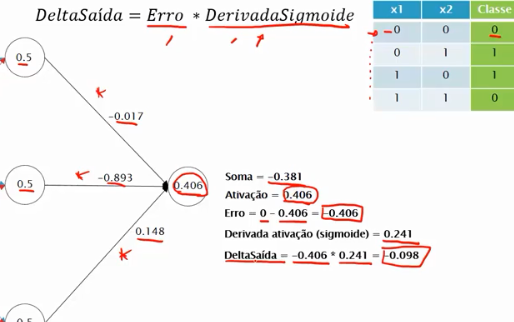 DeltaSaída = Erro * DerivadaSigmoide
x1 x2 Classe
0 0 0
0 1 1
1 0 1
1 1 0
0.5
-0.017
0.5
-0.893
0.406
0.148
0.5
Soma = -0.381
Ativação = 0.406
Erro = 0 - 0.406 = -0.406
Derivada ativação (sigmoide) = 0.241
DeltaSaída = -0.406 * 0.241 = -0.098